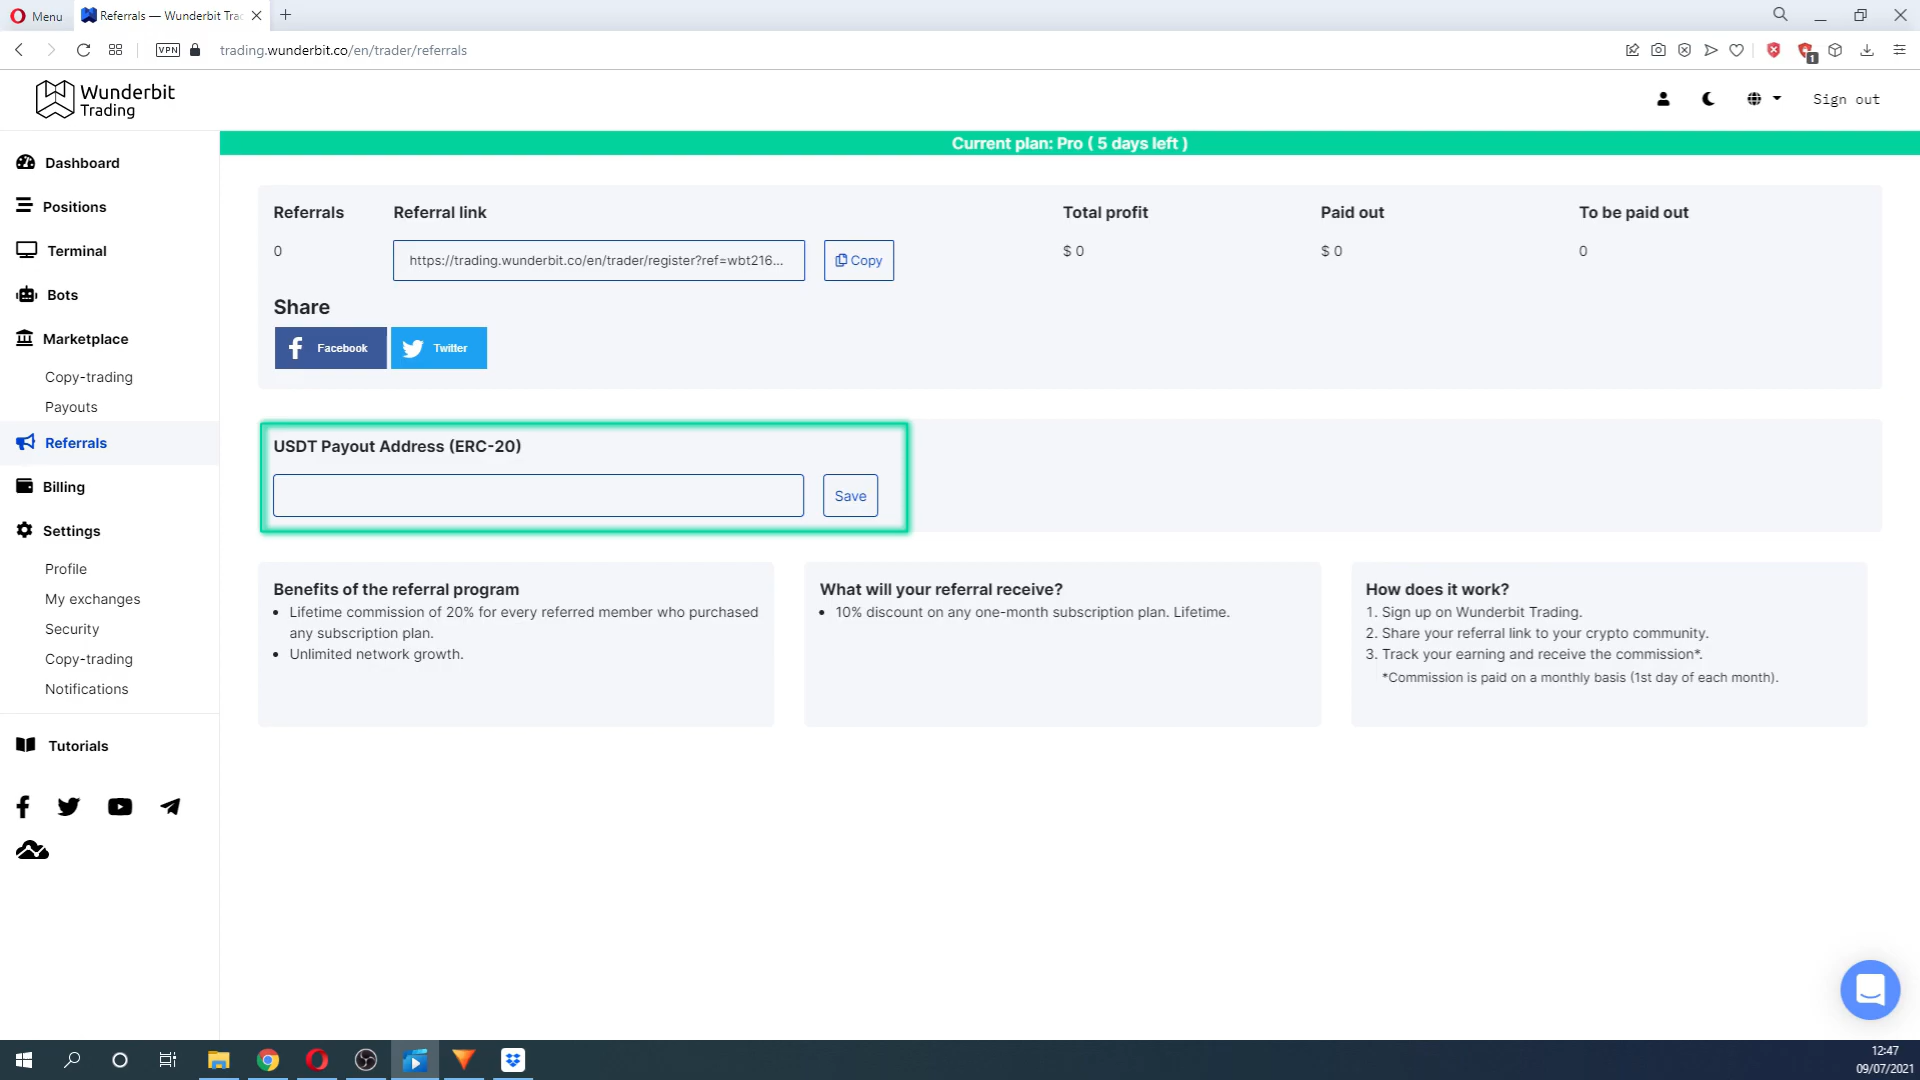 Menu
Referrals — Wunderbit Tra
VPN
trading.wunderbit.co/en/trader/referrals
1
Wunderbit
Trading
Sign out
Current plan: Pro ( 5 days left )
Dashboard
Positions
Terminal
Bots
Marketplace
Copy-trading
Payouts
Referrals
Billing
Settings
Profile
My exchanges
Security
Copy-trading
Notifications
Tutorials
Referrals
0
Referral link
https://trading.wunderbit.co/en/trader/register?ref=wbt216...
Copy
Total profit
$ 0
Paid out
$ 0
To be paid out
0
Share
Facebook
Twitter
USDT Payout Address (ERC-20)
Save
Benefits of the referral program
• Lifetime commission of 20% for every referred member who purchased
any subscription plan.
• Unlimited network growth.
What will your referral receive?
• 10% discount on any one-month subscription plan. Lifetime.
How does it work?
1. Sign up on Wunderbit Trading.
2. Share your referral link to your crypto community.
3. Track your earning and receive the commission*.
*Commission is paid on a monthly basis (1st day of each month).
12:47
09/07/2021